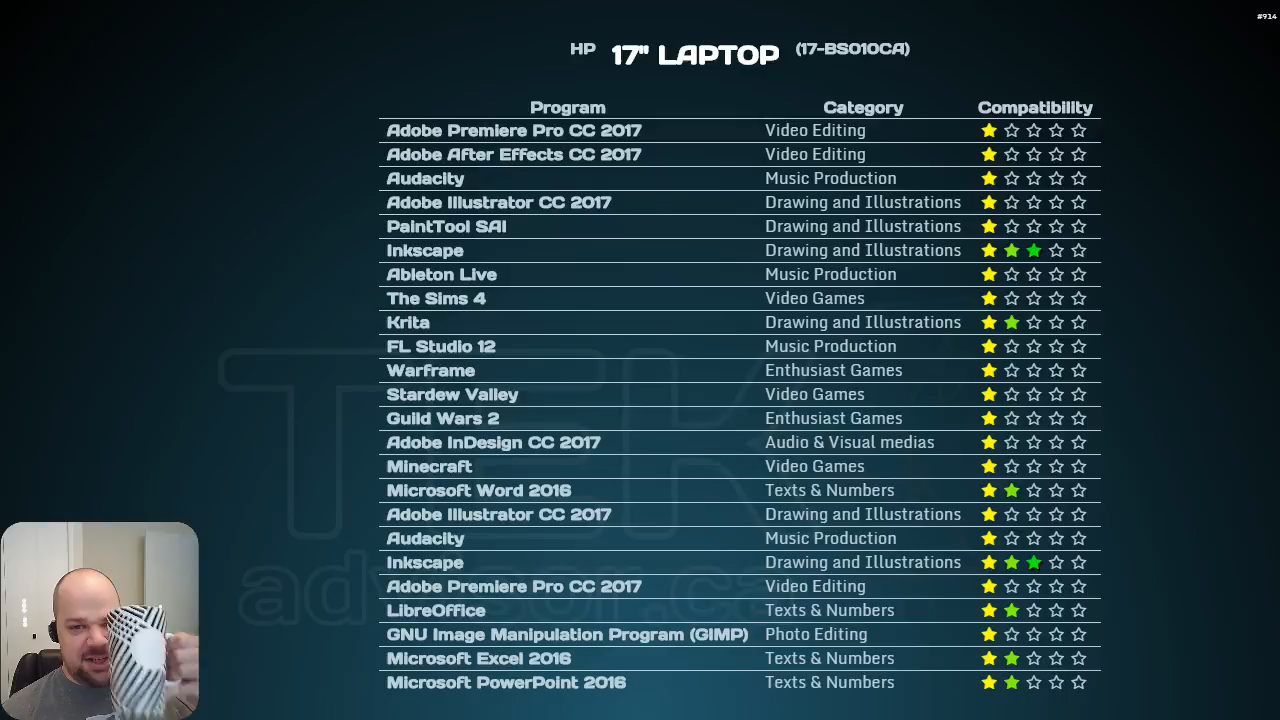 #914
HP 17" LAPTOP (17-BS010CA)
Program Category Compatibility
Adobe Premiere Pro CC 2017 Video Editing
Adobe After Effects CC 2017 Video Editing
Audacity Music Production
Adobe Illustrator CC 2017 Drawing and Illustrations
PaintTool SAI Drawing and Illustrations
Inkscape Drawing and Illustrations
Ableton Live Music Production
The Sims 4 Video Games
Krita Drawing and Illustrations
FL Studio 12 Music Production
Warframe Enthusiast Games
Stardew Valley Video Games
Guild Wars 2 Enthusiast Games
Adobe InDesign CC 2017 Audio & Visual medias
Minecraft Video Games
Microsoft Word 2016 Texts & Numbers
Adobe Illustrator CC 2017 Drawing and Illustrations
Audacity Music Production
Inkscape Drawing and Illustrations
Adobe Premiere Pro CC 2017 Video Editing
LibreOffice Texts & Numbers
GNU Image Manipulation Program (GIMP) Photo Editing
Microsoft Excel 2016 Texts & Numbers
Microsoft PowerPoint 2016 Texts & Numbers
TEK
advisor.ca